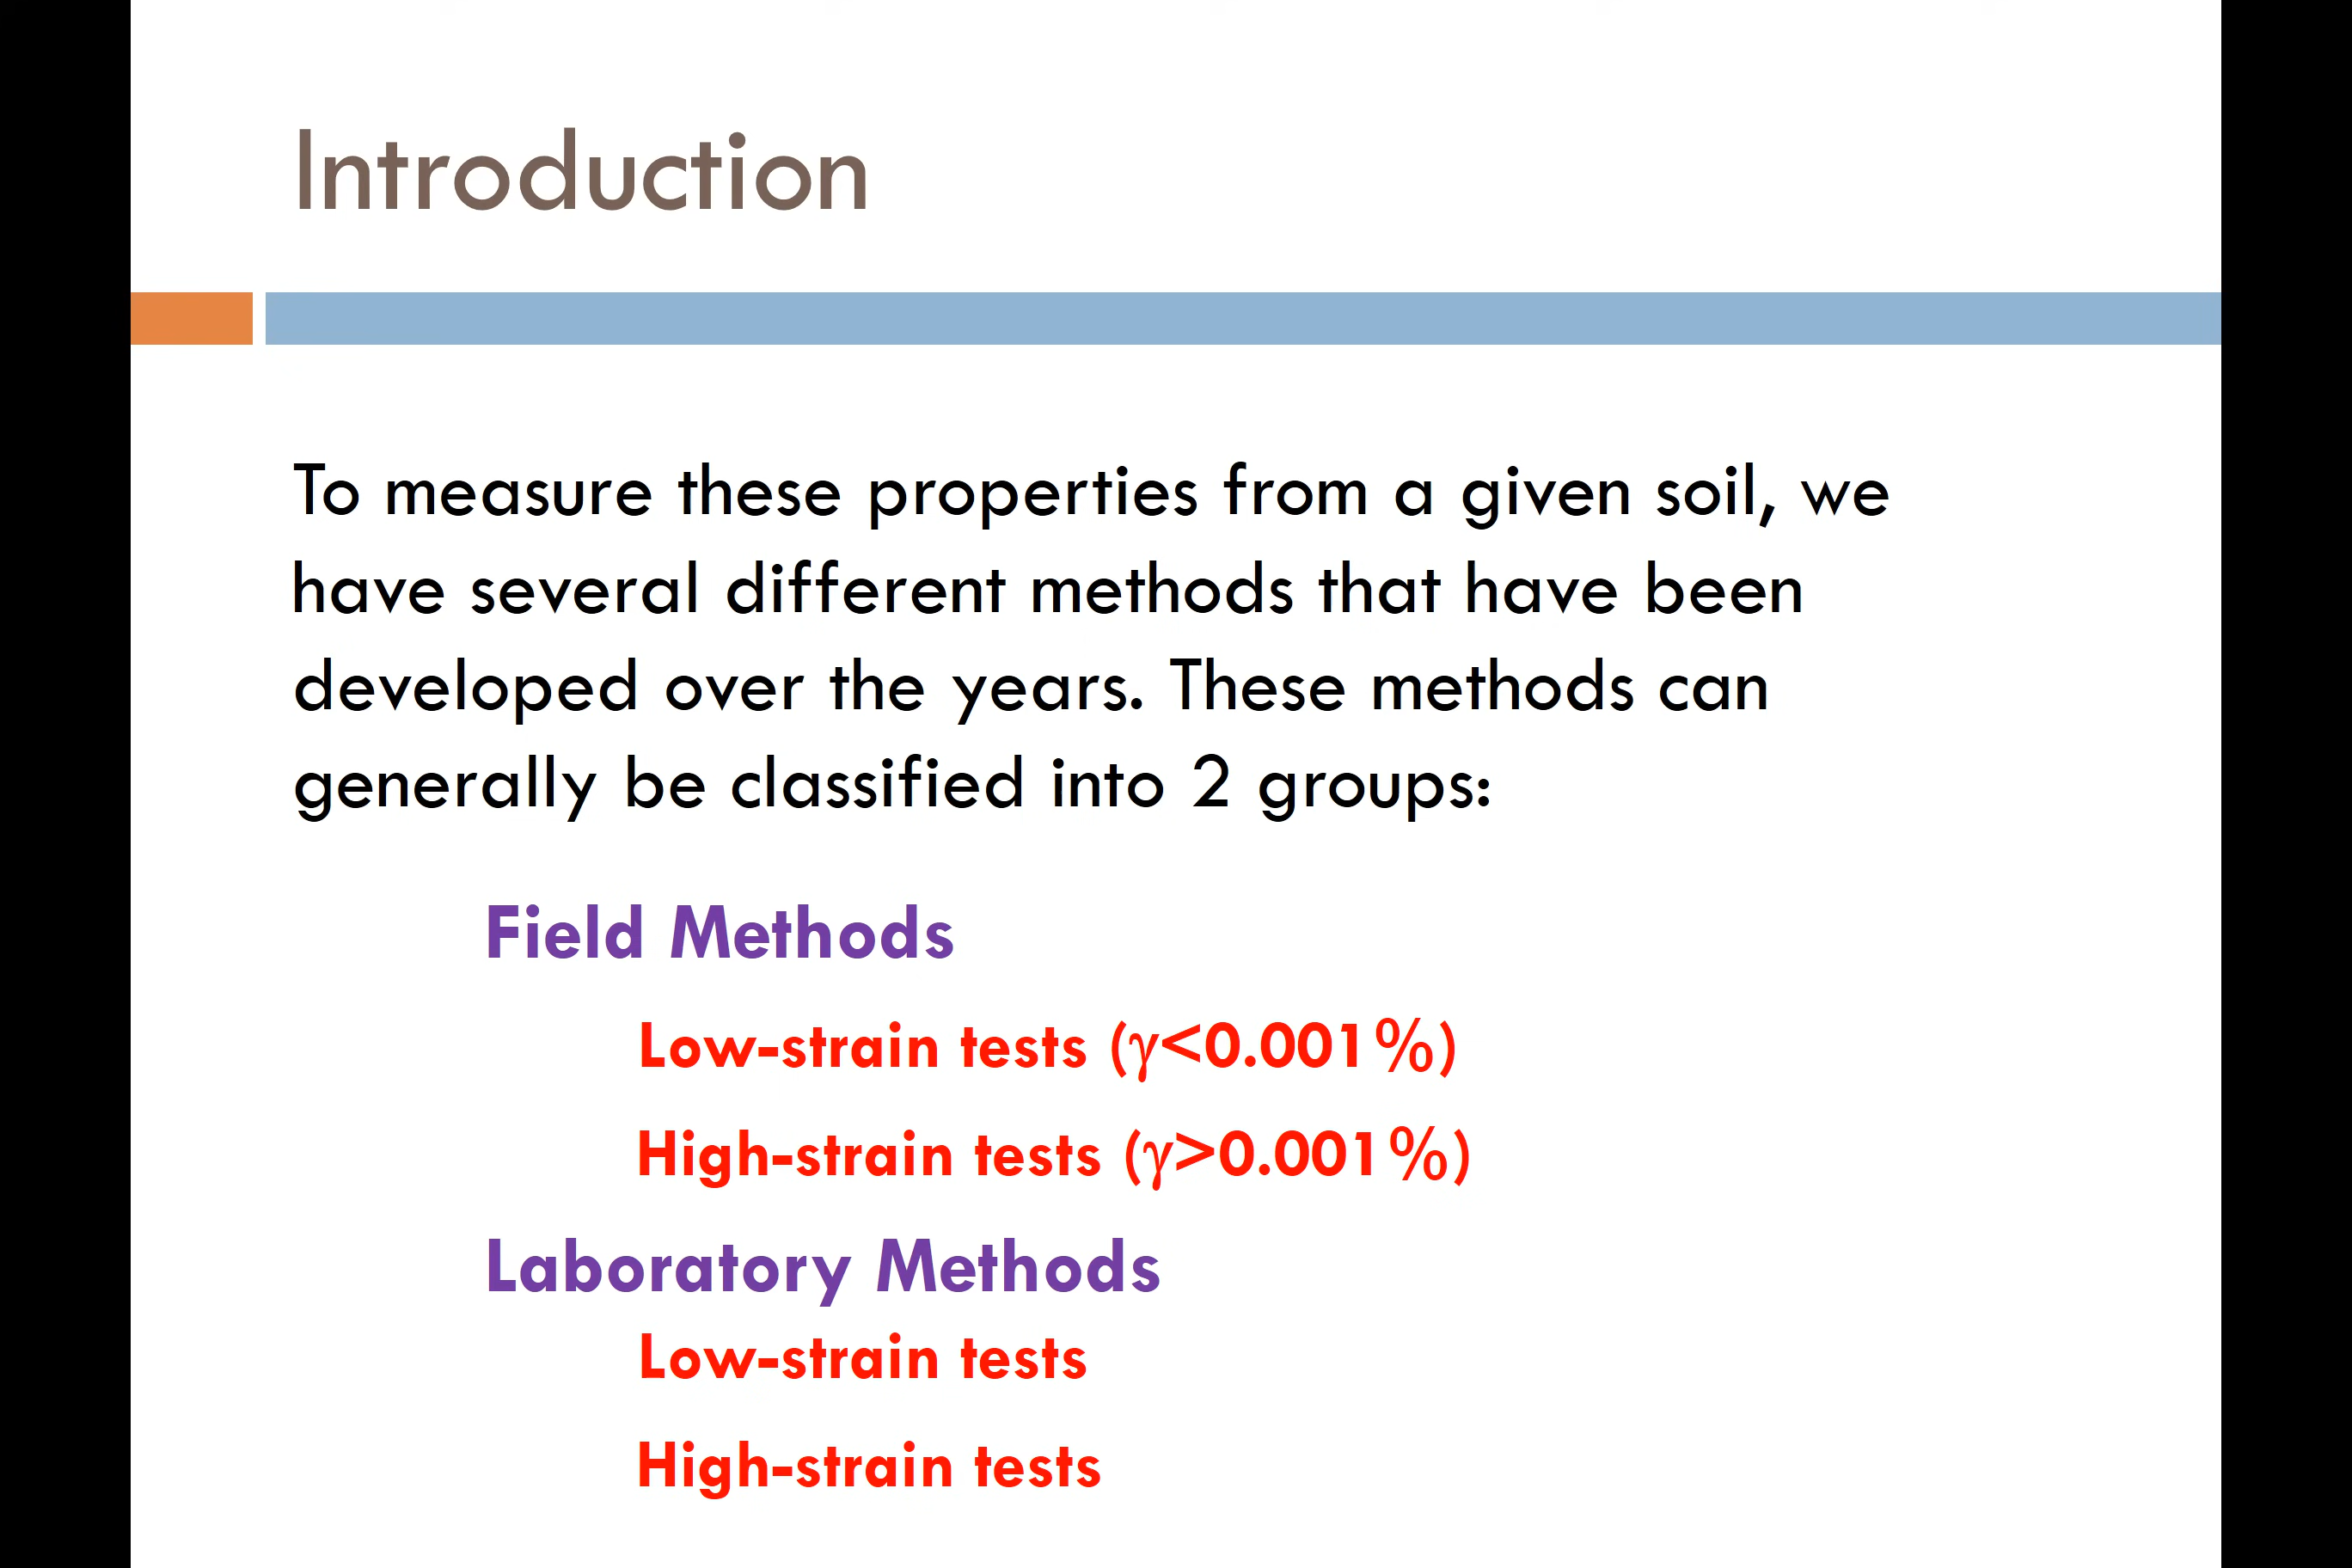 Introduction
To measure these properties from a given soil, we
have several different methods that have been
developed over the years. These methods can
generally be classified into 2 groups:
Field Methods
Low-strain tests (γ<0.001%)
High-strain tests (γ>0.001%)
Laboratory Methods
Low-strain tests
High-strain tests